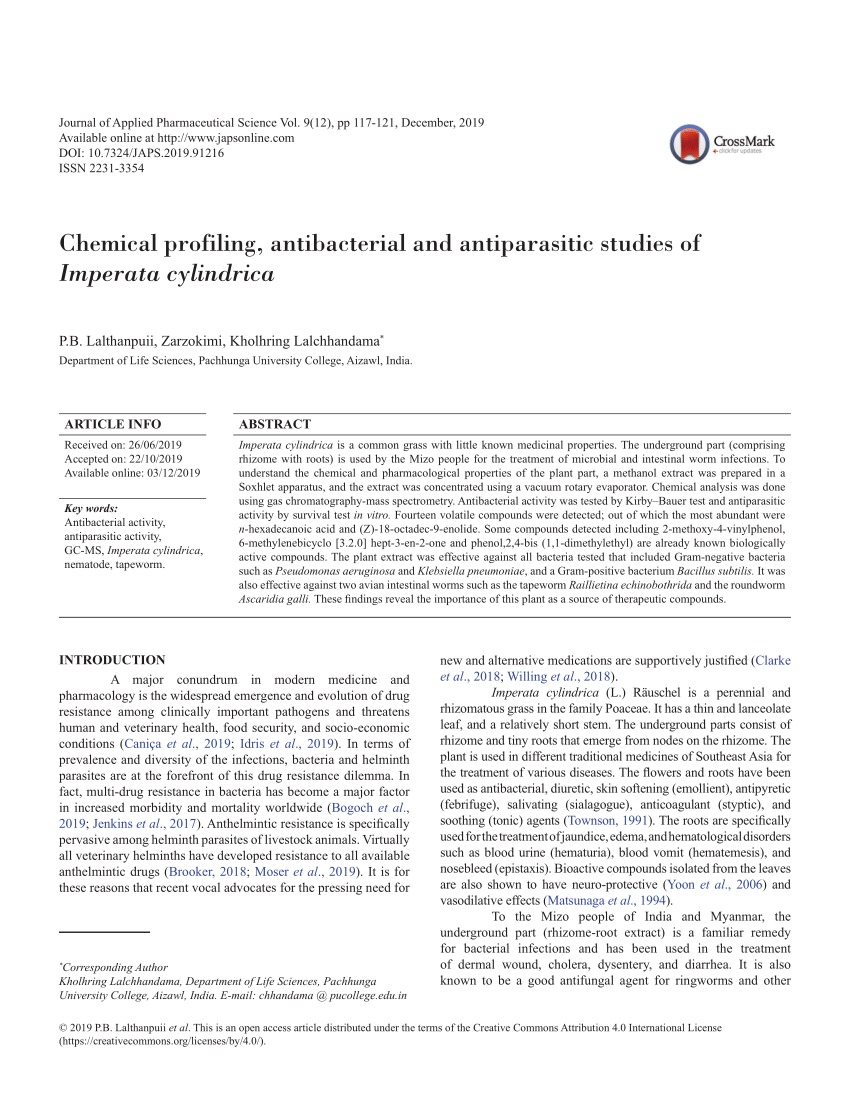 Journal of Applied Pharmaceutical Science Vol. 9(12), pp 117-121, December, 2019
Available online at http://www.japsonline.com
DOI: 10.7324/JAPS.2019.91216
ISSN 2231-3354
CrossMark
click for updates
Chemical profiling, antibacterial and antiparasitic studies of
Imperata cylindrica
P.B. Lalthanpuii, Zarzokimi, Kholhring Lalchhandama*
Department of Life Sciences, Pachhunga University College, Aizawl, India.
ARTICLE INFO
Received on: 26/06/2019
Accepted on: 22/10/2019
Available online: 03/12/2019
Key words:
Antibacterial activity,
antiparasitic activity,
GC-MS, Imperata cylindrica,
nematode, tapeworm.
ABSTRACT
Imperata cylindrica is a common grass with little known medicinal properties. The underground part (comprising
rhizome with roots) is used by the Mizo people for the treatment of microbial and intestinal worm infections. To
understand the chemical and pharmacological properties of the plant part, a methanol extract was prepared in a
Soxhlet apparatus, and the extract was concentrated using a vacuum rotary evaporator. Chemical analysis was done
using gas chromatography-mass spectrometry. Antibacterial activity was tested by Kirby–Bauer test and antiparasitic
activity by survival test in vitro. Fourteen volatile compounds were detected; out of which the most abundant were
n-hexadecanoic acid and (Z)-18-octadec-9-enolide. Some compounds detected including 2-methoxy-4-vinylphenol,
6-methylenebicyclo [3.2.0] hept-3-en-2-one and phenol,2,4-bis (1,1-dimethylethyl) are already known biologically
active compounds. The plant extract was effective against all bacteria tested that included Gram-negative bacteria
such as Pseudomonas aeruginosa and Klebsiella pneumoniae, and a Gram-positive bacterium Bacillus subtilis. It was
also effective against two avian intestinal worms such as the tapeworm Raillietina echinobothrida and the roundworm
Ascaridia galli. These findings reveal the importance of this plant as a source of therapeutic compounds.
INTRODUCTION
A major conundrum in modern medicine and
pharmacology is the widespread emergence and evolution of drug
resistance among clinically important pathogens and threatens
human and veterinary health, food security, and socio-economic
conditions (Caniça et al., 2019; Idris et al., 2019). In terms of
prevalence and diversity of the infections, bacteria and helminth
parasites are at the forefront of this drug resistance dilemma. In
fact, multi-drug resistance in bacteria has become a major factor
in increased morbidity and mortality worldwide (Bogoch et al.,
2019; Jenkins et al., 2017). Anthelmintic resistance is specifically
pervasive among helminth parasites of livestock animals. Virtually
all veterinary helminths have developed resistance to all available
anthelmintic drugs (Brooker, 2018; Moser et al., 2019). It is for
these reasons that recent vocal advocates for the pressing need for
*Corresponding Author
Kholhring Lalchhandama, Department of Life Sciences, Pachhunga
University College, Aizawl, India. E-mail: chhandama @ pucollege.edu.in
new and alternative medications are supportively justified (Clarke
et al., 2018; Willing et al., 2018).
Imperata cylindrica (L.) Räuschel is a perennial and
rhizomatous grass in the family Poaceae. It has a thin and lanceolate
leaf, and a relatively short stem. The underground parts consist of
rhizome and tiny roots that emerge from nodes on the rhizome. The
plant is used in different traditional medicines of Southeast Asia for
the treatment of various diseases. The flowers and roots have been
used as antibacterial, diuretic, skin softening (emollient), antipyretic
(febrifuge), salivating (sialagogue), anticoagulant (styptic), and
soothing (tonic) agents (Townson, 1991). The roots are specifically
used for the treatment of jaundice, edema, and hematological disorders
such as blood urine (hematuria), blood vomit (hematemesis), and
nosebleed (epistaxis). Bioactive compounds isolated from the leaves
are also shown to have neuro-protective (Yoon et al., 2006) and
vasodilative effects (Matsunaga et al., 1994).
To the Mizo people of India and Myanmar, the
underground part (rhizome-root extract) is a familiar remedy
for bacterial infections and has been used in the treatment
of dermal wound, cholera, dysentery, and diarrhea. It is also
known to be a good antifungal agent for ringworms and other
© 2019 P.B. Lalthanpuii et al. This is an open access article distributed under the terms of the Creative Commons Attribution 4.0 International License
(https://creativecommons.org/licenses/by/4.0/).